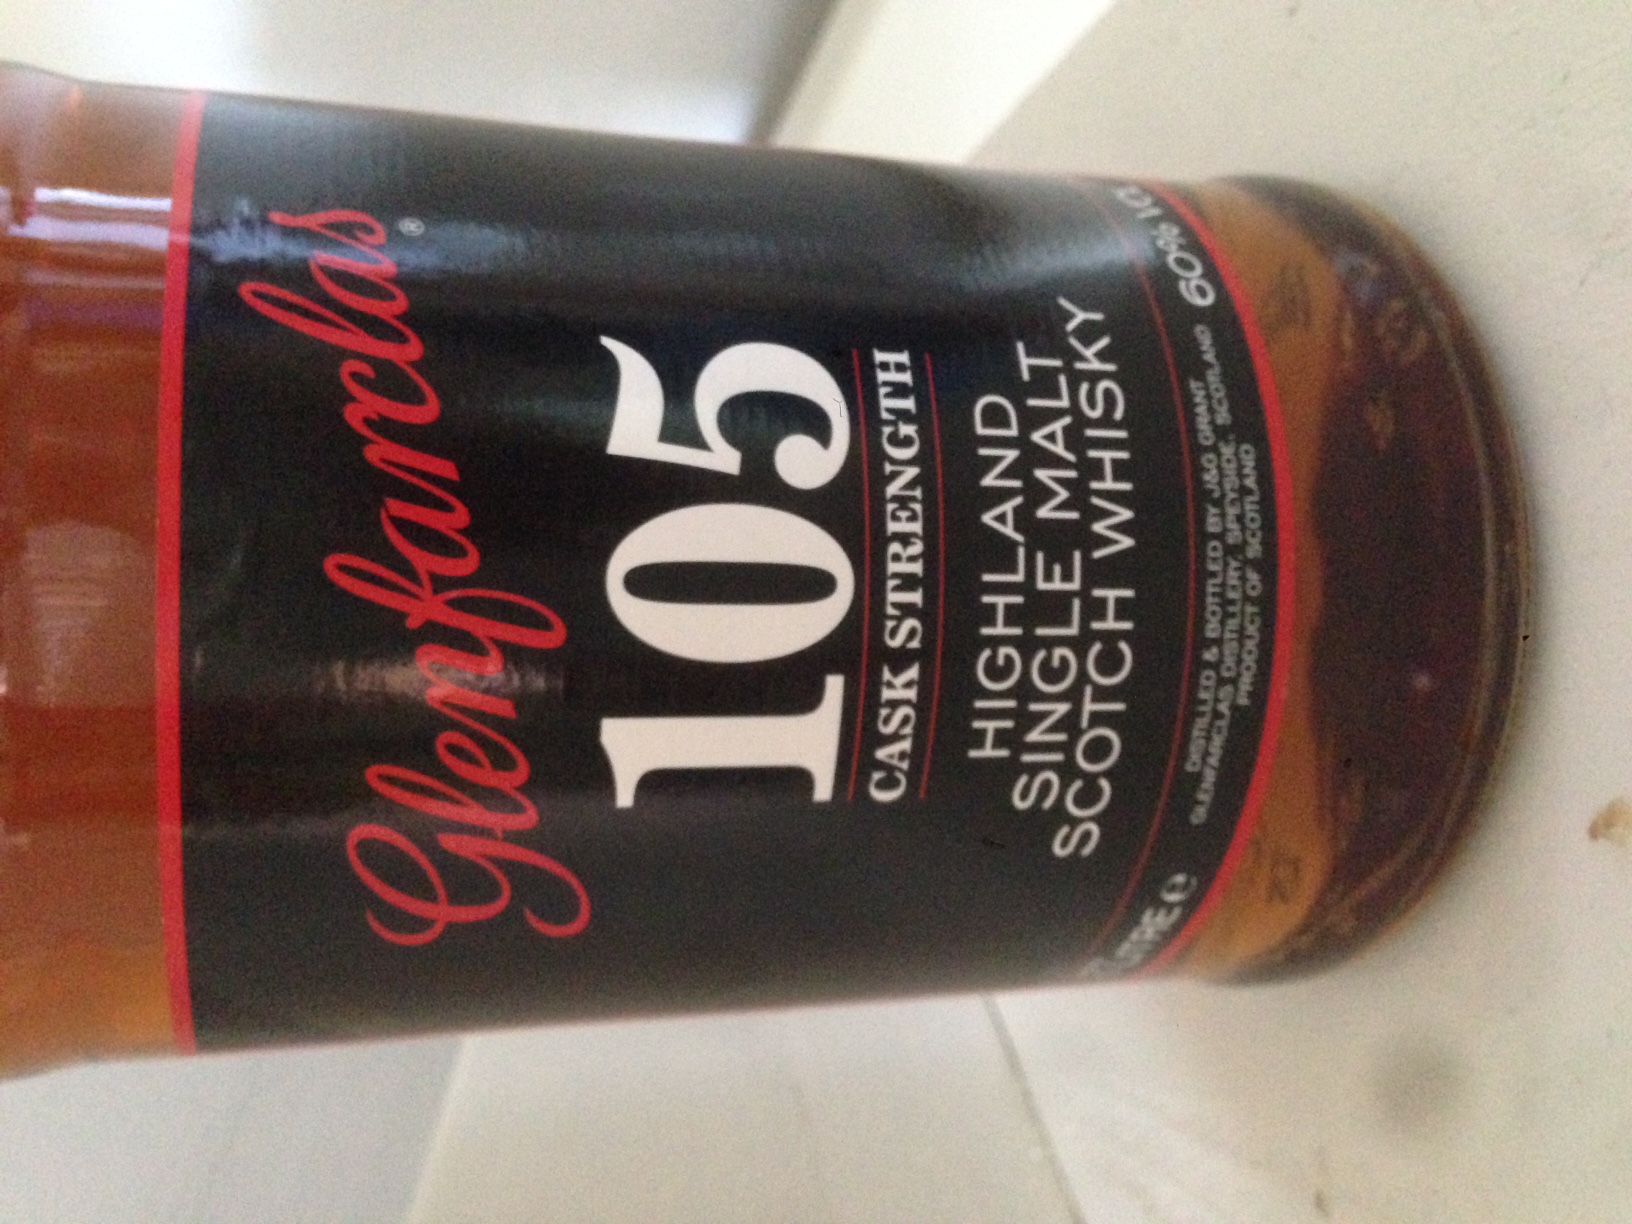 Glenfarclas®
105
CASK STRENGTH
HIGHLAND
SINGLE MALT
SCOTCH WHISKY
LITRE e
DISTILLED & BOTTLED BY J&G GRANT
GLENFARCLAS DISTILLERY, SPEYSIDE, SCOTLAND
PRODUCT OF SCOTLAND
60%